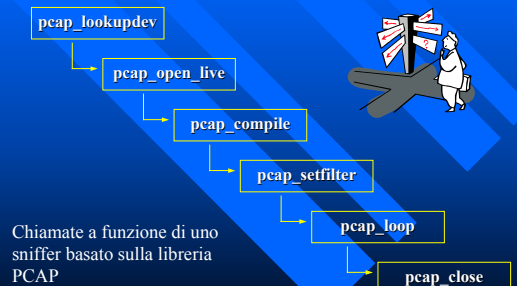 pcap_lookupdev
pcap_open_live
pcap_compile
pcap_setfilter
pcap_loop
pcap_close
Chiamate a funzione di uno
sniffer basato sulla libreria
PCAP
?